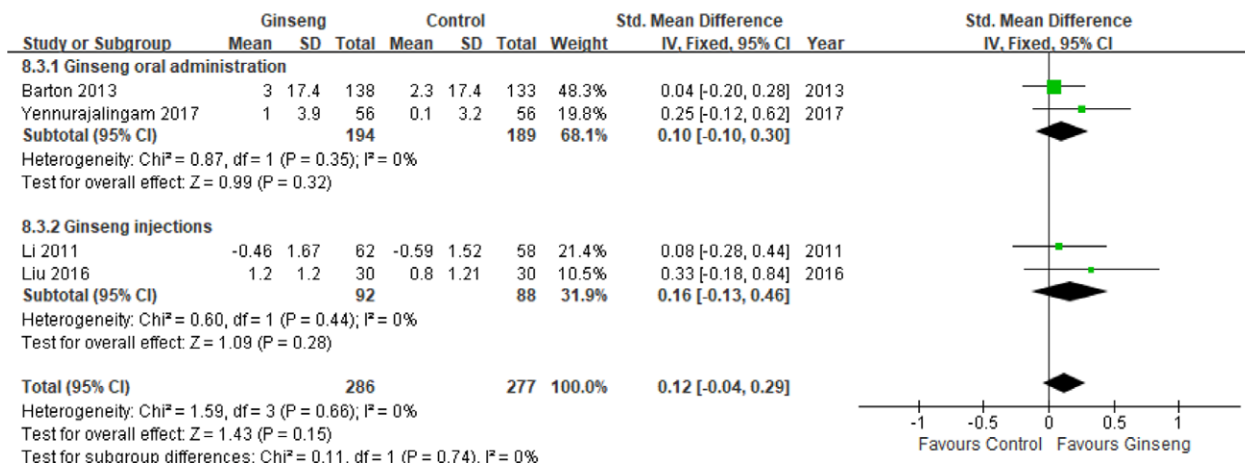 Ginseng Control Std. Mean Difference Std. Mean Difference
Study or Subgroup Mean SD Total Mean SD Total Weight IV, Fixed, 95% CI Year IV, Fixed, 95% CI
8.3.1 Ginseng oral administration
Barton 2013 3 17.4 138 2.3 17.4 133 48.3% 0.04 [-0.20, 0.28] 2013
Yennurajalingam 2017 1 3.9 56 0.1 3.2 56 19.8% 0.25 [-0.12, 0.62] 2017
Subtotal (95% CI) 194 189 68.1% 0.10 [-0.10, 0.30]
Heterogeneity: Chi² = 0.87, df = 1 (P = 0.35); I² = 0%
Test for overall effect: Z = 0.99 (P = 0.32)
8.3.2 Ginseng injections
Li 2011 -0.46 1.67 62 -0.59 1.52 58 21.4% 0.08 [-0.28, 0.44] 2011
Liu 2016 1.2 1.2 30 0.8 1.21 30 10.5% 0.33 [-0.18, 0.84] 2016
Subtotal (95% CI) 92 88 31.9% 0.16 [-0.13, 0.46]
Heterogeneity: Chi² = 0.60, df = 1 (P = 0.44); I² = 0%
Test for overall effect: Z = 1.09 (P = 0.28)
Total (95% CI) 286 277 100.0% 0.12 [-0.04, 0.29]
Heterogeneity: Chi² = 1.59, df = 3 (P = 0.66); I² = 0%
Test for overall effect: Z = 1.43 (P = 0.15)
Test for subgroup differences: Chi² = 0.11, df = 1 (P = 0.74), I² = 0%
-1 -0.5 0 0.5 1
Favours Control Favours Ginseng